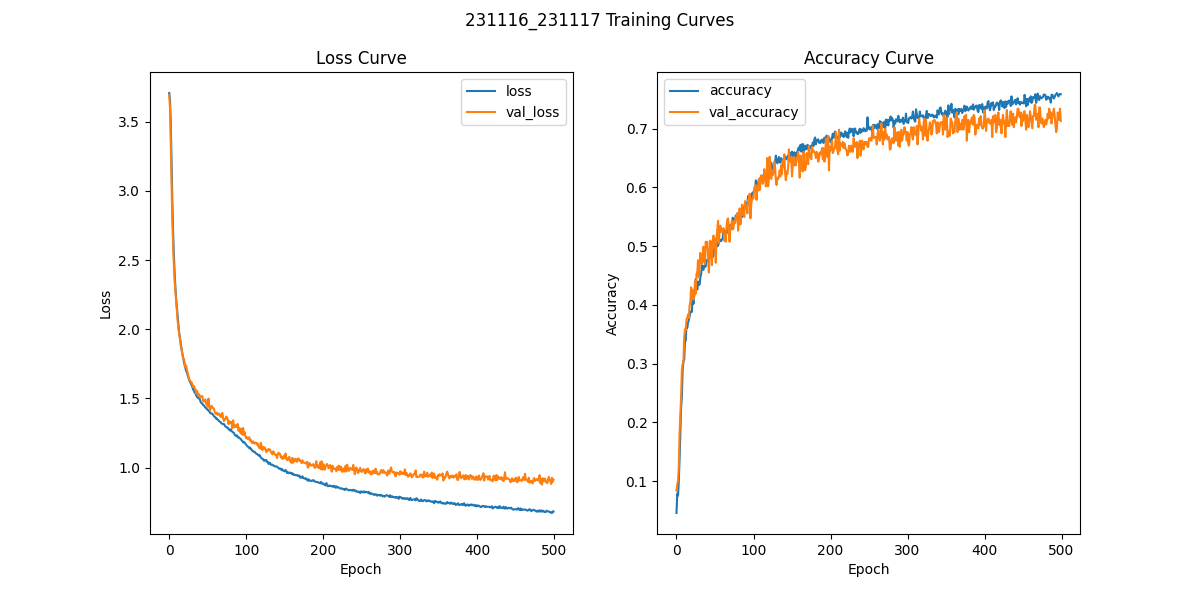 231116_231117 Training Curves
Loss Curve
loss
val_loss
3.5
3.0
2.5
2.0
1.5
1.0
Loss
0
100
200
300
400
500
Epoch
Accuracy Curve
accuracy
val_accuracy
0.7
0.6
0.5
0.4
0.3
0.2
0.1
Accuracy
0
100
200
300
400
500
Epoch